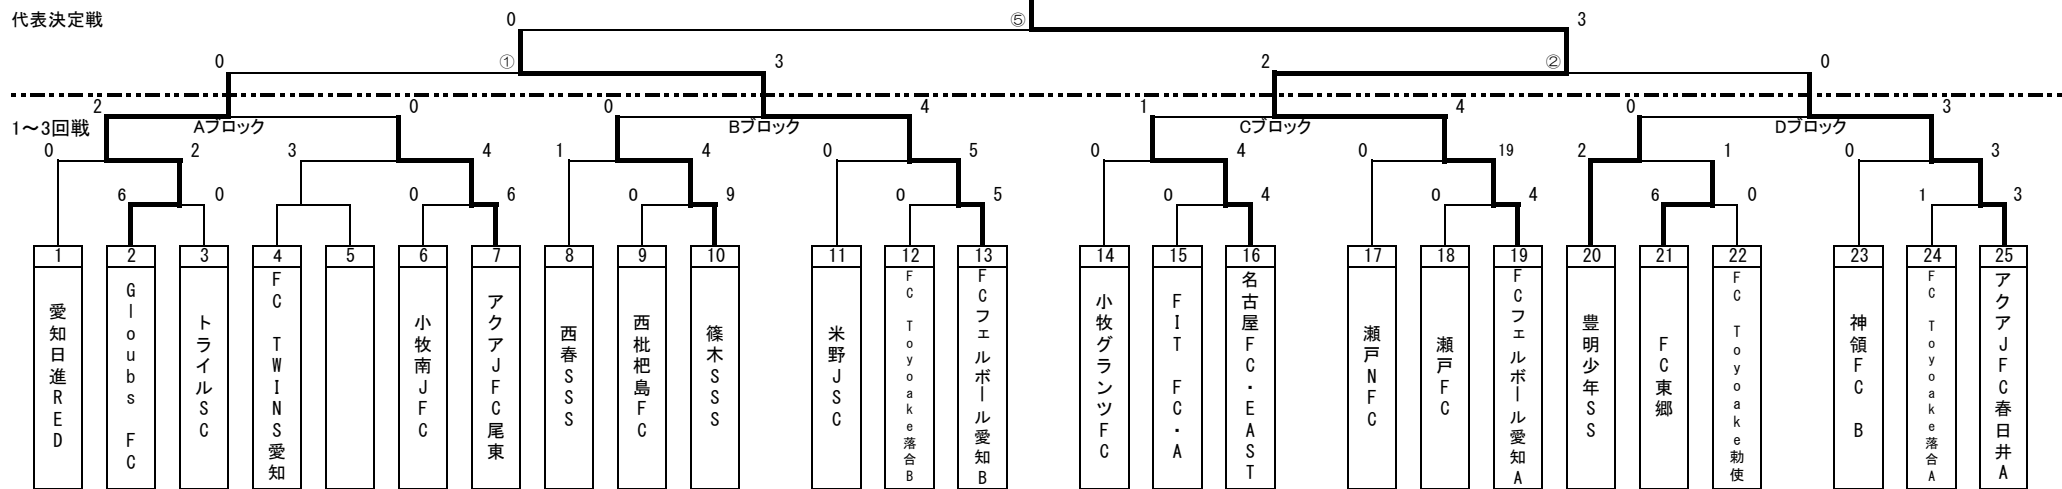 代表決定戦
0 ⑤ 3
0 ① 3 2 ② 0
2 0 0 4 1 4 0 3
1~3回戦 Aブロック Bブロック Cブロック Dブロック
0 2 3 4 1 4 0 5 0 4 0 19 2 1 0 3
6 0 0 6 0 9 0 5 0 4 0 4 6 0 1 3
1 2 3 4 5 6 7 8 9 10 11 12 13 14 15 16 17 18 19 20 21 22 23 24 25
愛知日進RED
Gloubs FC
トライルSC
FC TWINS愛知
小牧南JFC
アクアJFC尾東
西春SSS
西枇杷島FC
篠木SSS
米野JSC
FC Toyoake落合B
FCフェルボール愛知B
小牧グランツFC
FIT FC・A
名古屋FC・EAST
瀬戸NFC
瀬戸FC
FCフェルボール愛知A
豊明少年SS
FC東郷
FC Toyoake勅使
神領FC B
FC Toyoake落合A
アクアJFC春日井A